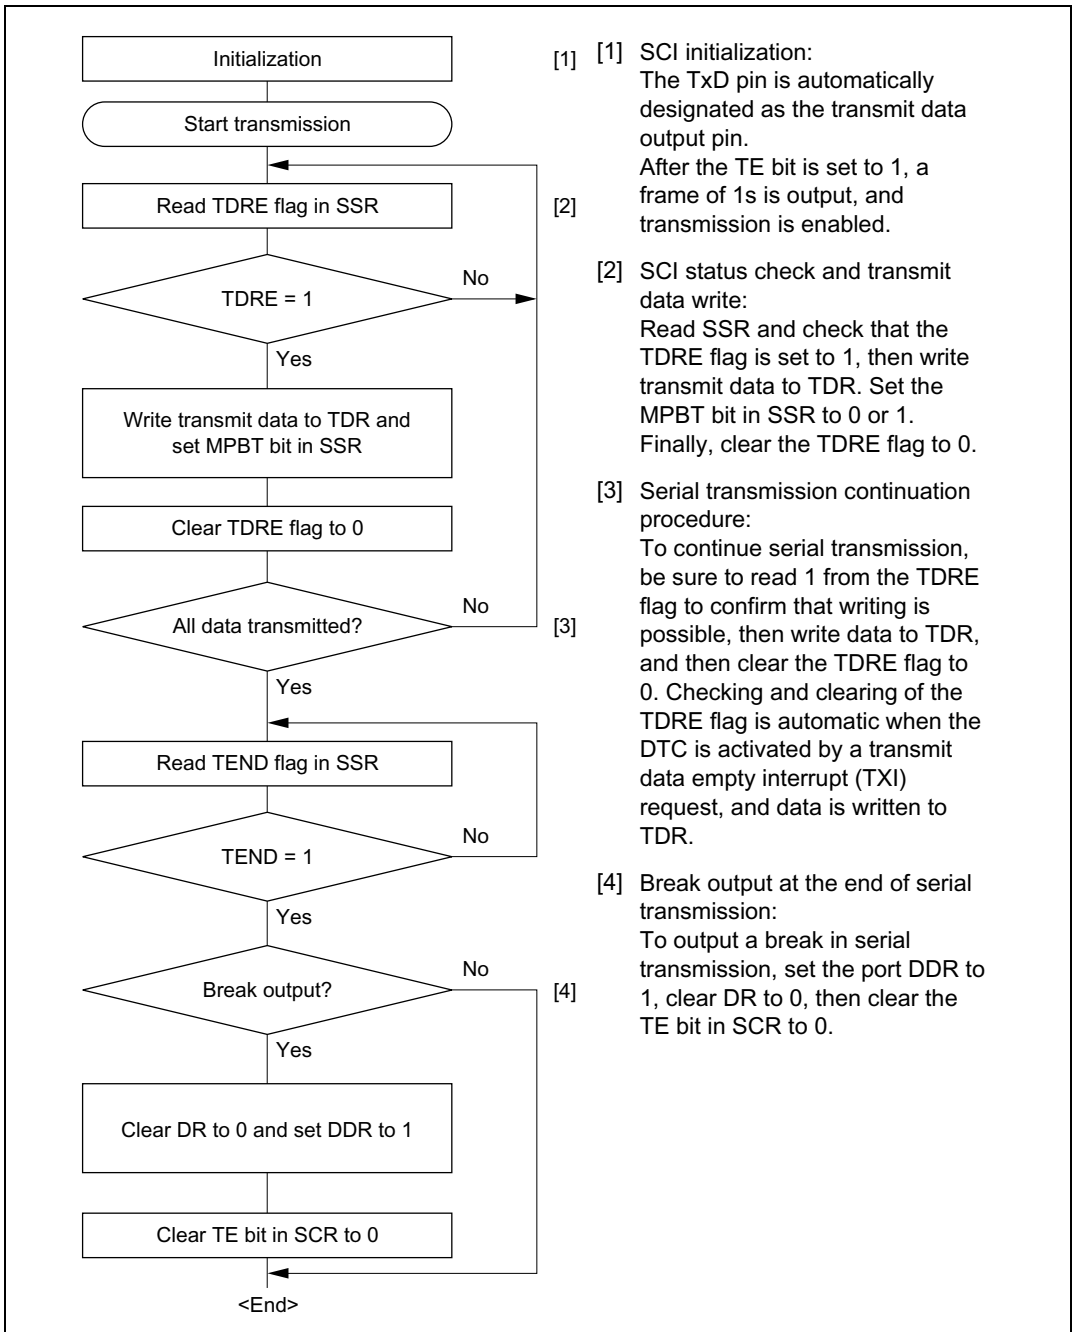 Initialization
[1]
Start transmission
Read TDRE flag in SSR
[2]
TDRE = 1
No
Yes
Write transmit data to TDR and
set MPBT bit in SSR
Clear TDRE flag to 0
All data transmitted?
No
[3]
Yes
Read TEND flag in SSR
TEND = 1
No
Yes
Break output?
No
[4]
Yes
Clear DR to 0 and set DDR to 1
Clear TE bit in SCR to 0
<End>
[1] SCI initialization:
The TxD pin is automatically
designated as the transmit data
output pin.
After the TE bit is set to 1, a
frame of 1s is output, and
transmission is enabled.
[2] SCI status check and transmit
data write:
Read SSR and check that the
TDRE flag is set to 1, then write
transmit data to TDR. Set the
MPBT bit in SSR to 0 or 1.
Finally, clear the TDRE flag to 0.
[3] Serial transmission continuation
procedure:
To continue serial transmission,
be sure to read 1 from the TDRE
flag to confirm that writing is
possible, then write data to TDR,
and then clear the TDRE flag to
0. Checking and clearing of the
TDRE flag is automatic when the
DTC is activated by a transmit
data empty interrupt (TXI)
request, and data is written to
TDR.
[4] Break output at the end of serial
transmission:
To output a break in serial
transmission, set the port DDR to
1, clear DR to 0, then clear the
TE bit in SCR to 0.